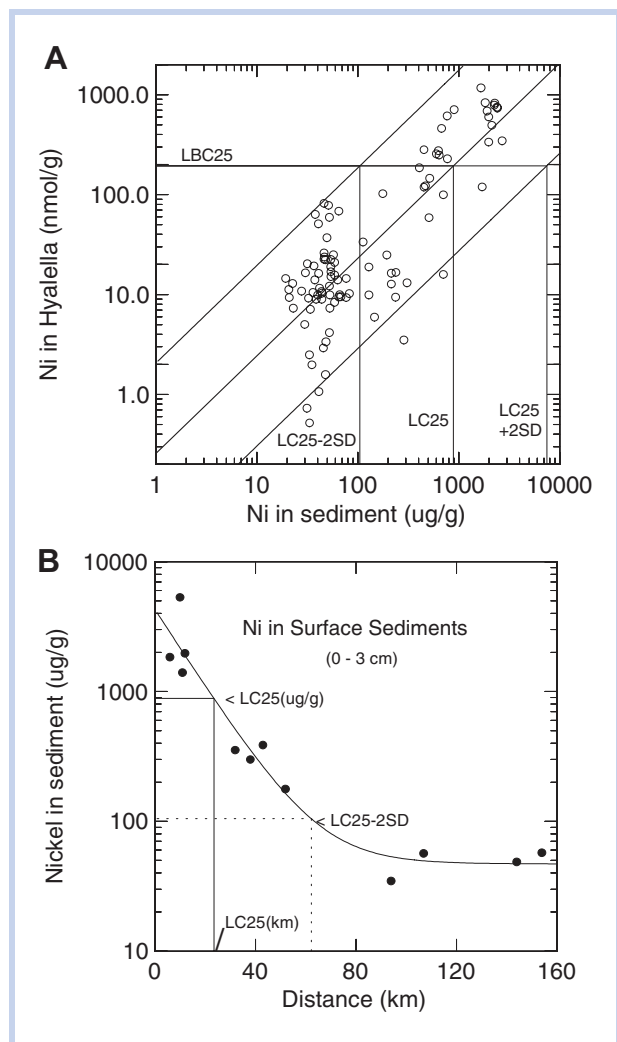 A
1000.0
100.0
10.0
1.0
Ni in Hyalella (nmol/g)
LBC25
LC25-2SD
LC25
LC25
+2SD
1 10 100 1000 10000
Ni in sediment (ug/g)
B
10000
1000
100
10
Nickel in sediment (ug/g)
Ni in Surface Sediments
(0 - 3 cm)
< LC25(ug/g)
< LC25-2SD
LC25(km)
0 40 80 120 160
Distance (km)